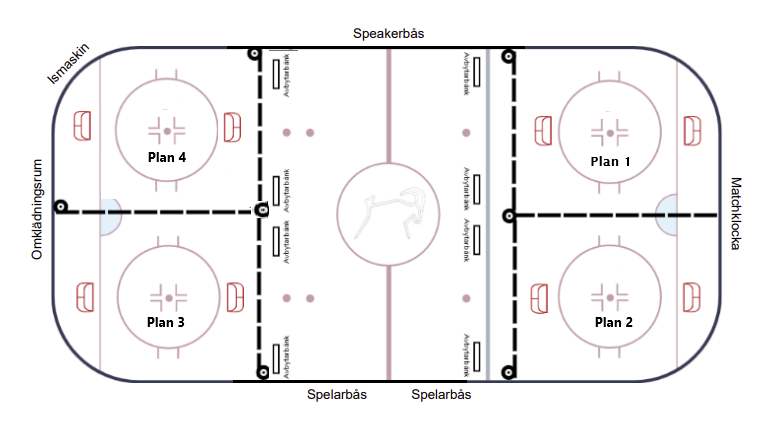 Speakerbås
Ismaskin
Avbytarbänk
Avbytarbänk
Plan 4
Plan 1
Avbytarbänk
Avbytarbänk
Omklädningsrum
Matchklocka
Avbytarbänk
Avbytarbänk
Plan 3
Plan 2
Avbytarbänk
Avbytarbänk
Spelarbås
Spelarbås